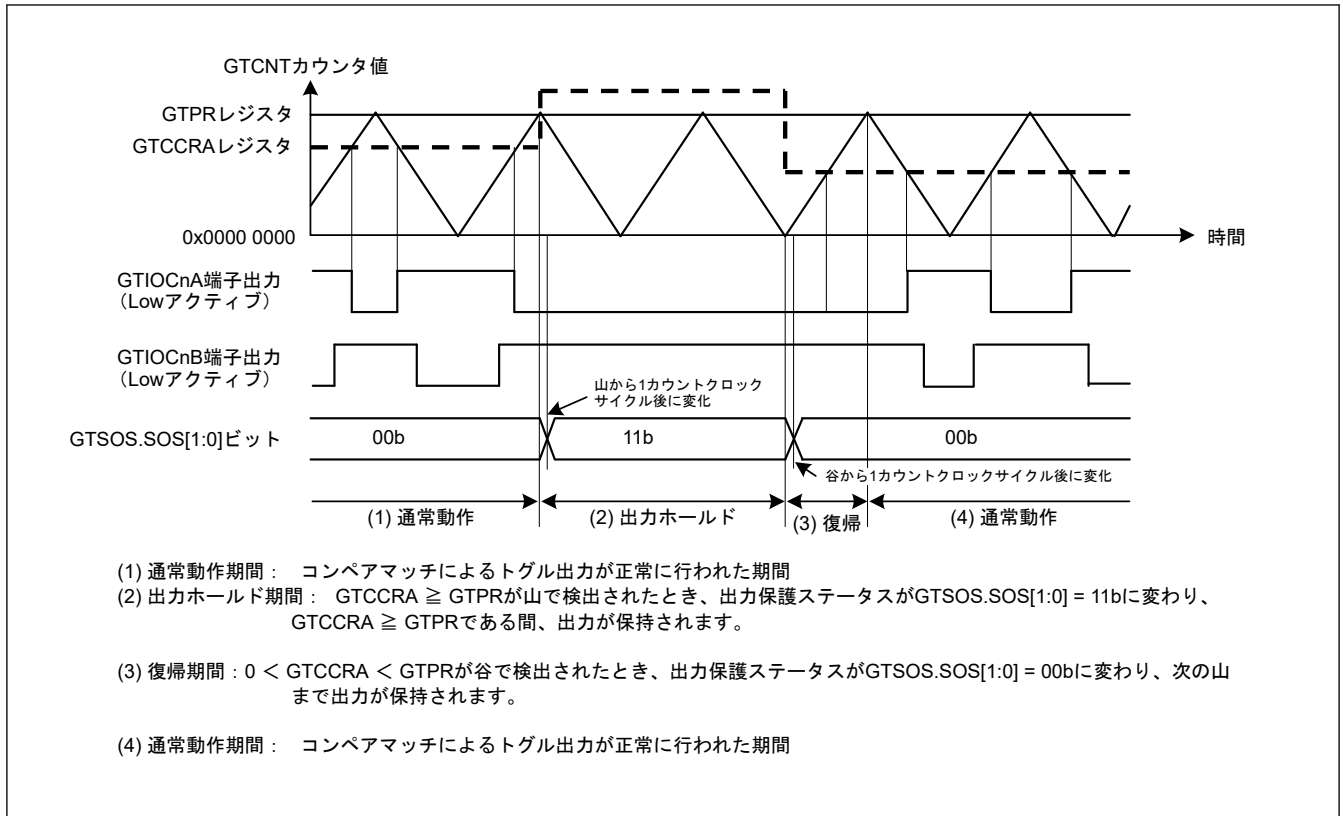 GTCNTカウンタ値
GTPRレジスタ
GTCCRAレジスタ
0x0000 0000
時間
GTIOCnA端子出力
（Lowアクティブ）
GTIOCnB端子出力
（Lowアクティブ）
山から1カウントクロック
サイクル後に変化
GTSOS.SOS[1:0]ビット
00b
11b
00b
谷から1カウントクロックサイクル後に変化
(1) 通常動作
(2) 出力ホールド
(3) 復帰
(4) 通常動作
(1) 通常動作期間： コンペアマッチによるトグル出力が正常に行われた期間
(2) 出力ホールド期間： GTCCRA ≧ GTPRが山で検出されたとき、出力保護ステータスがGTSOS.SOS[1:0] = 11bに変わり、
GTCCRA ≧ GTPRである間、出力が保持されます。
(3) 復帰期間：0 ＜ GTCCRA ＜ GTPRが谷で検出されたとき、出力保護ステータスがGTSOS.SOS[1:0] = 00bに変わり、次の山
まで出力が保持されます。
(4) 通常動作期間： コンペアマッチによるトグル出力が正常に行われた期間